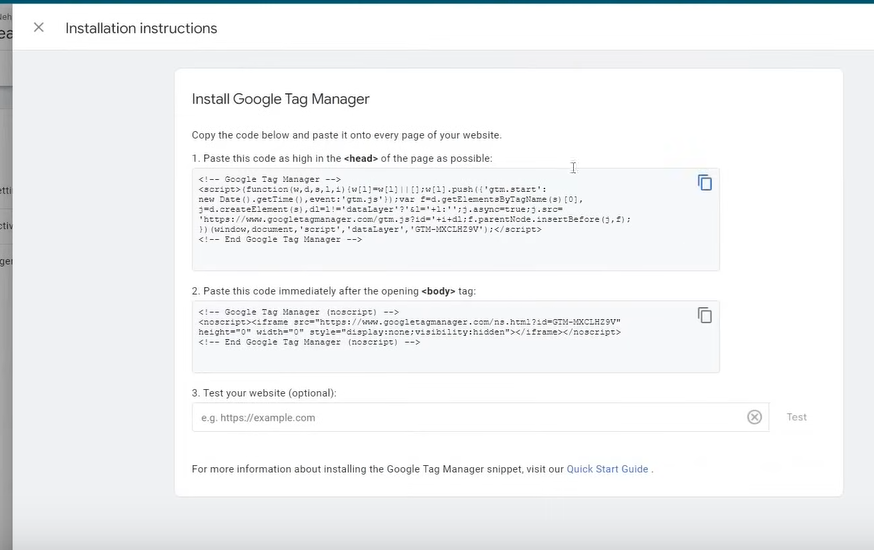 Installation instructions
Install Google Tag Manager
Copy the code below and paste it onto every page of your website.
1. Paste this code as high in the <head> of the page as possible:
<!-- Google Tag Manager -->
<script>(function(w,d,s,l,i){w[l]=w[l]||[];w[l].push({'gtm.start':
new Date().getTime(),event:'gtm.js'});var f=d.getElementsByTagName(s)[0],
j=d.createElement(s),dl=l!='dataLayer'?'&l='+l:'';j.async=true;j.src=
'https://www.googletagmanager.com/gtm.js?id='+i+dl;f.parentNode.insertBefore(j,f);
})(window,document,'script','dataLayer','GTM-MXCLHZ9V');</script>
<!-- End Google Tag Manager -->
2. Paste this code immediately after the opening <body> tag:
<!-- Google Tag Manager (noscript) -->
<noscript><iframe src="https://www.googletagmanager.com/ns.html?id=GTM-MXCLHZ9V"
height="0" width="0" style="display:none;visibility:hidden"></iframe></noscript>
<!-- End Google Tag Manager (noscript) -->
3. Test your website (optional):
e.g. https://example.com
Test
For more information about installing the Google Tag Manager snippet, visit our Quick Start Guide .